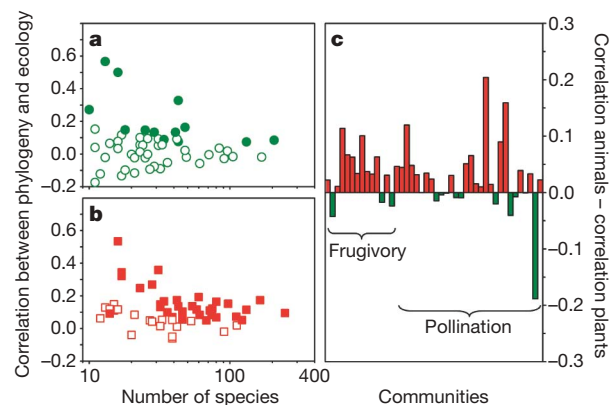 Correlation between phylogeny and ecology
a
0.6
0.4
0.2
0.0
−0.2
b
0.6
0.4
0.2
0.0
−0.2
10
100
400
Number of species
c
Frugivory
Pollination
Communities
0.3
0.2
0.1
0.0
−0.1
−0.2
−0.3
Correlation animals − correlation plants